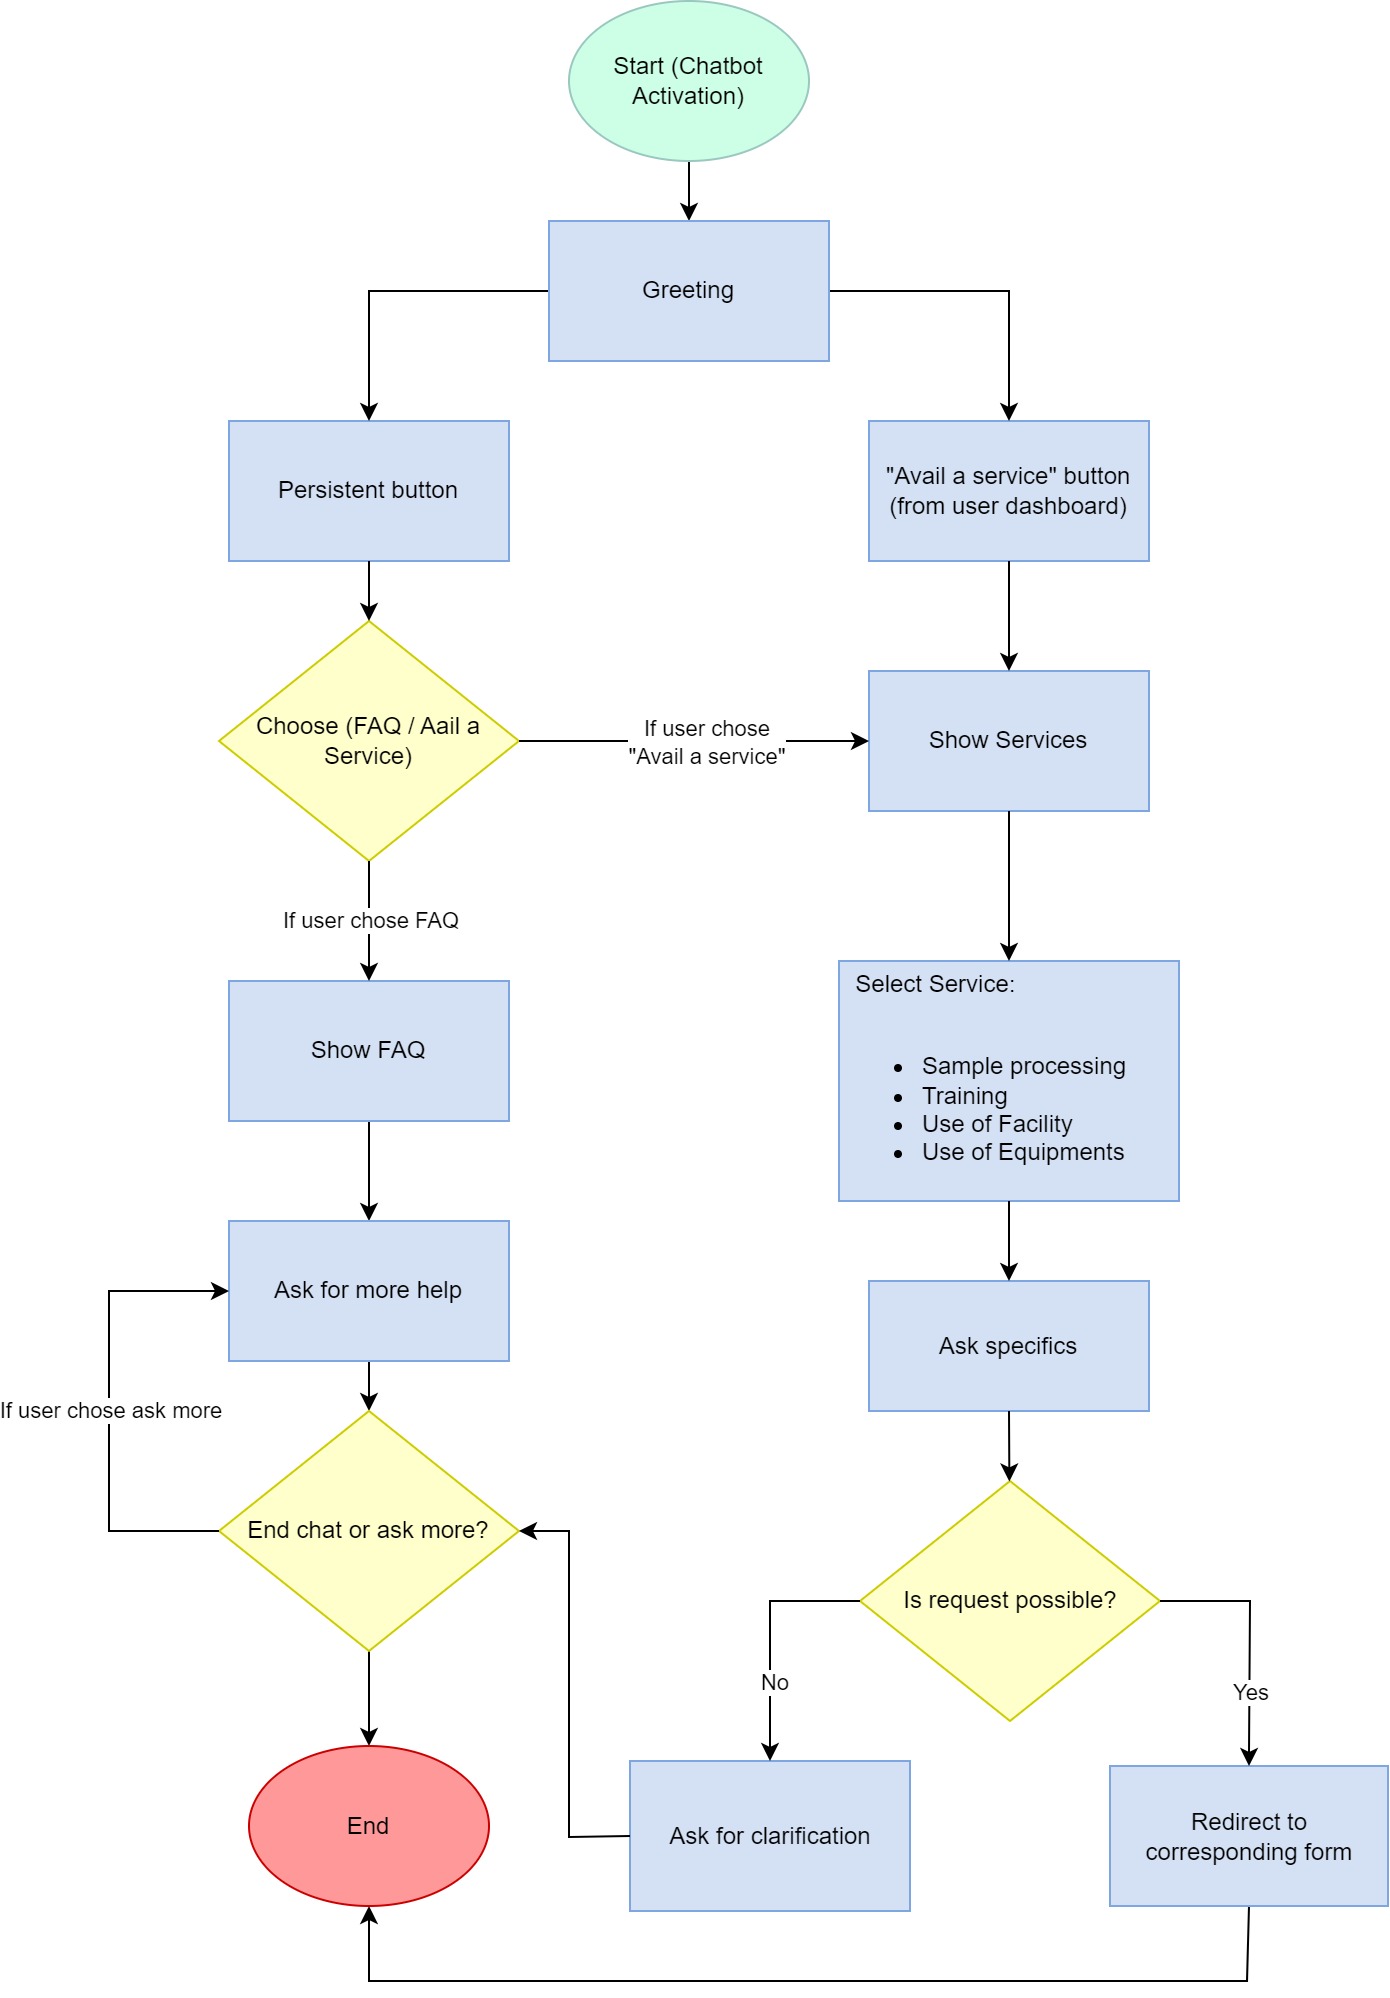 Start (Chatbot
Activation)
Greeting
Persistent button
"Avail a service" button
(from user dashboard)
Choose (FAQ / Aail a
Service)
If user chose
"Avail a service"
Show Services
If user chose FAQ
Select Service:
• Sample processing
• Training
• Use of Facility
• Use of Equipments
Show FAQ
Ask for more help
Ask specifics
If user chose ask more
End chat or ask more?
Is request possible?
No
Yes
End
Ask for clarification
Redirect to
corresponding form